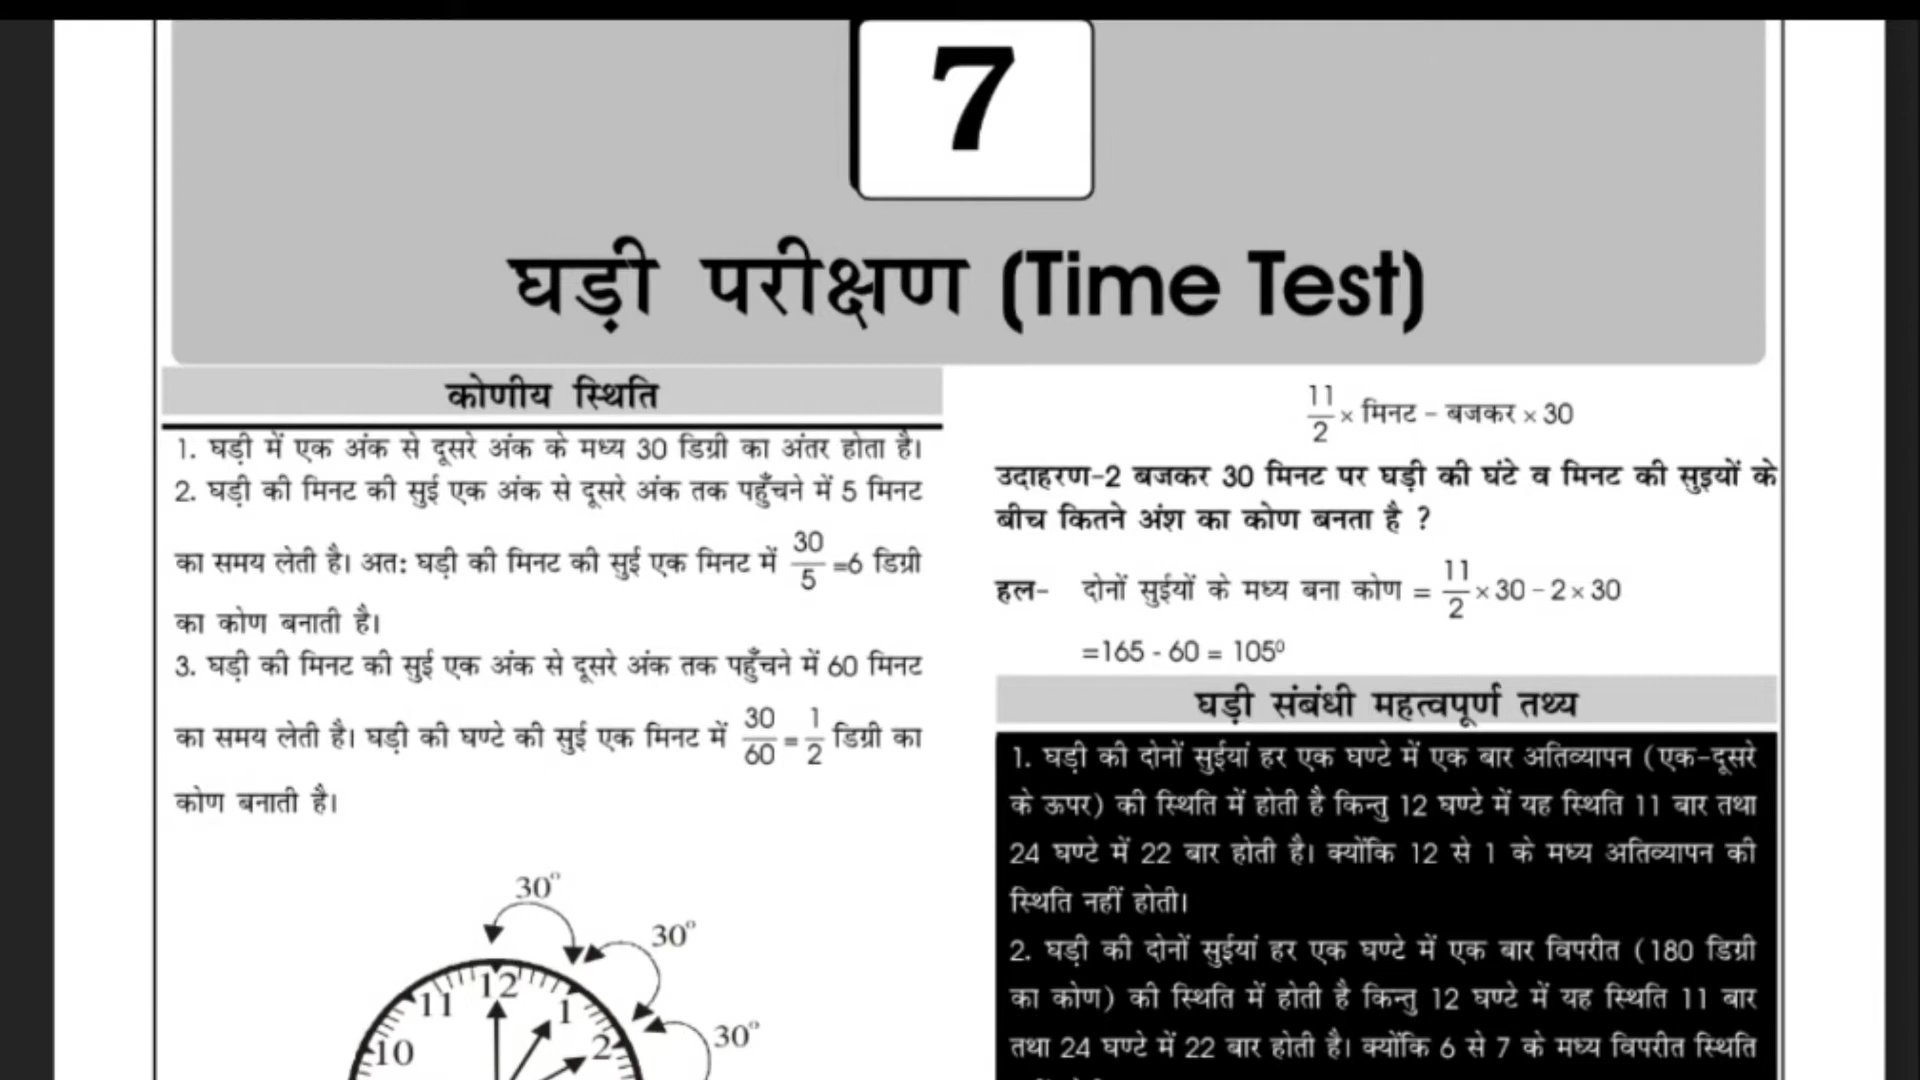 7
घड़ी परीक्षण (Time Test)
कोणीय स्थिति
1. घड़ी में एक अंक से दूसरे अंक के मध्य 30 डिग्री का अंतर होता है।
2. घड़ी की मिनट की सुई एक अंक से दूसरे अंक तक पहुँचने में 5 मिनट
का समय लेती है। अत: घड़ी की मिनट की सुई एक मिनट में 30/5 =6 डिग्री
का कोण बनाती है।
3. घड़ी की मिनट की सुई एक अंक से दूसरे अंक तक पहुँचने में 60 मिनट
का समय लेती है। घड़ी की घण्टे की सुई एक मिनट में 30/60 = 1/2 डिग्री का
कोण बनाती है।
30°
30°
30°
12
11
1
10
2
11/2 × मिनट – बजकर × 30
उदाहरण-2 बजकर 30 मिनट पर घड़ी की घंटे व मिनट की सुइयों के
बीच कितने अंश का कोण बनता है ?
हल- दोनों सुईयों के मध्य बना कोण = 11/2 × 30 – 2 × 30
=165 - 60 = 105⁰
घड़ी संबंधी महत्वपूर्ण तथ्य
1. घड़ी की दोनों सुईयां हर एक घण्टे में एक बार अतिव्यापन (एक-दूसरे
के ऊपर) की स्थिति में होती है किन्तु 12 घण्टे में यह स्थिति 11 बार तथा
24 घण्टे में 22 बार होती है। क्योंकि 12 से 1 के मध्य अतिव्यापन की
स्थिति नहीं होती।
2. घड़ी की दोनों सुईयां हर एक घण्टे में एक बार विपरीत (180 डिग्री
का कोण) की स्थिति में होती है किन्तु 12 घण्टे में यह स्थिति 11 बार
तथा 24 घण्टे में 22 बार होती है। क्योंकि 6 से 7 के मध्य विपरीत स्थिति